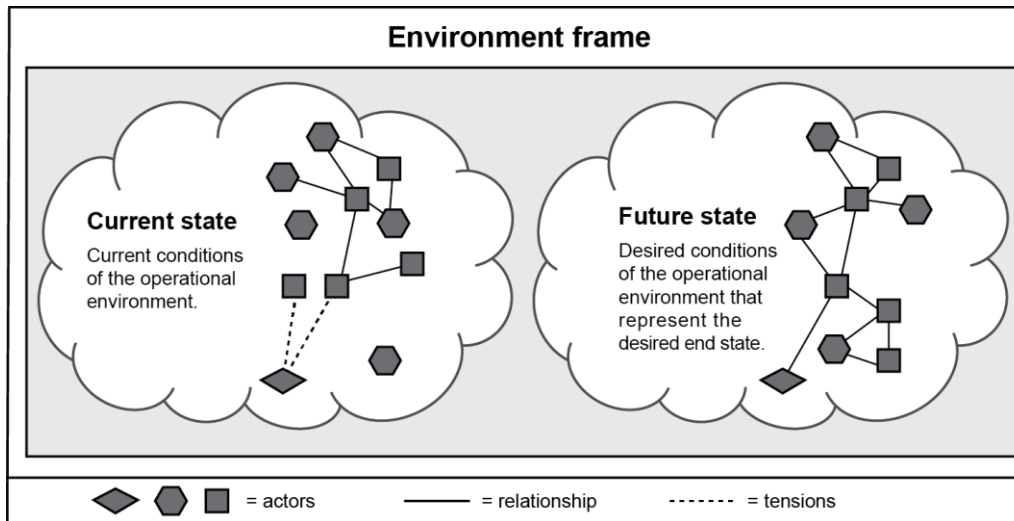 Environment frame
Current state
Current conditions
of the operational
environment.
Future state
Desired conditions
of the operational
environment that
represent the
desired end state.
= actors
= relationship
= tensions